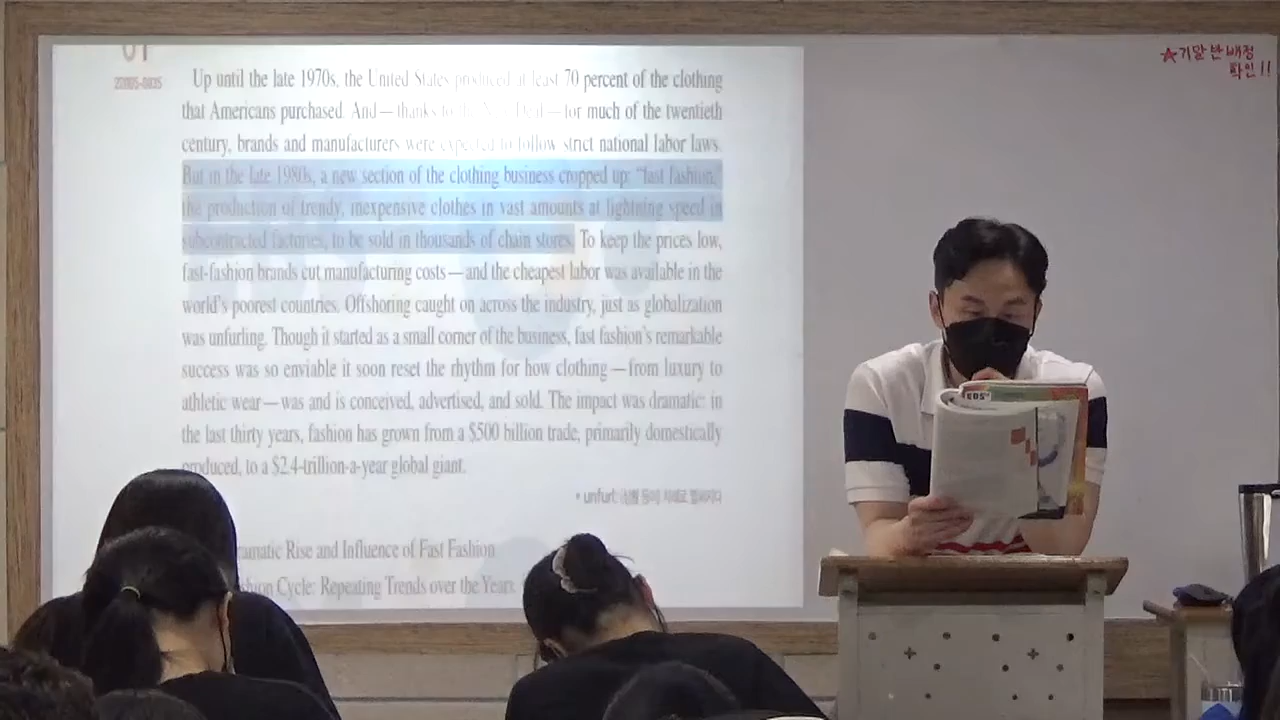 01
Up until the late 1970s, the United States produced at least 70 percent of the clothing
that Americans purchased. And—thanks to the New Deal—for much of the twentieth
century, brands and manufacturers were expected to follow strict national labor laws.
But in the late 1980s, a new section of the clothing business cropped up: “fast fashion,”
the production of trendy, inexpensive clothes in vast amounts at lightning speed in
subcontracted factories, to be sold in thousands of chain stores. To keep the prices low,
fast-fashion brands cut manufacturing costs—and the cheapest labor was available in the
world's poorest countries. Offshoring caught on across the industry, just as globalization
was unfurling. Though it started as a small corner of the business, fast fashion's remarkable
success was so enviable it soon reset the rhythm for how clothing—from luxury to
athletic wear—was and is conceived, advertised, and sold. The impact was dramatic: in
the last thirty years, fashion has grown from a $500 billion trade, primarily domestically
produced, to a $2.4-trillion-a-year global giant.
* unfurl:
ramatic Rise and Influence of Fast Fashion
shion Cycle: Repeating Trends over the Years
★기말 반 배정
확인!!
EBS